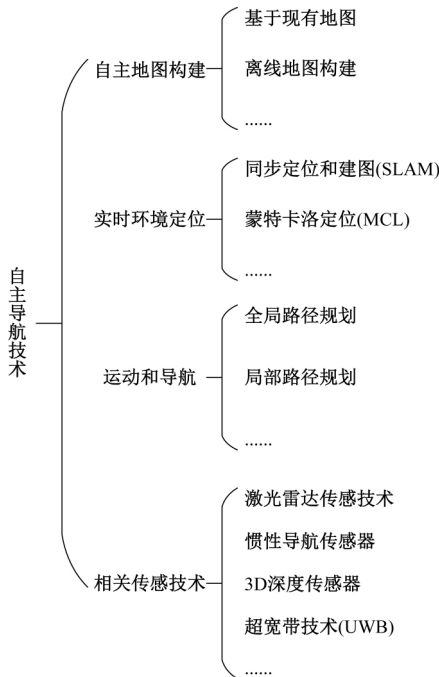 自主导航技术
自主地图构建
基于现有地图
离线地图构建
......
实时环境定位
同步定位和建图(SLAM)
蒙特卡洛定位(MCL)
......
运动和导航
全局路径规划
局部路径规划
......
相关传感技术
激光雷达传感技术
惯性导航传感器
3D深度传感器
超宽带技术(UWB)
......